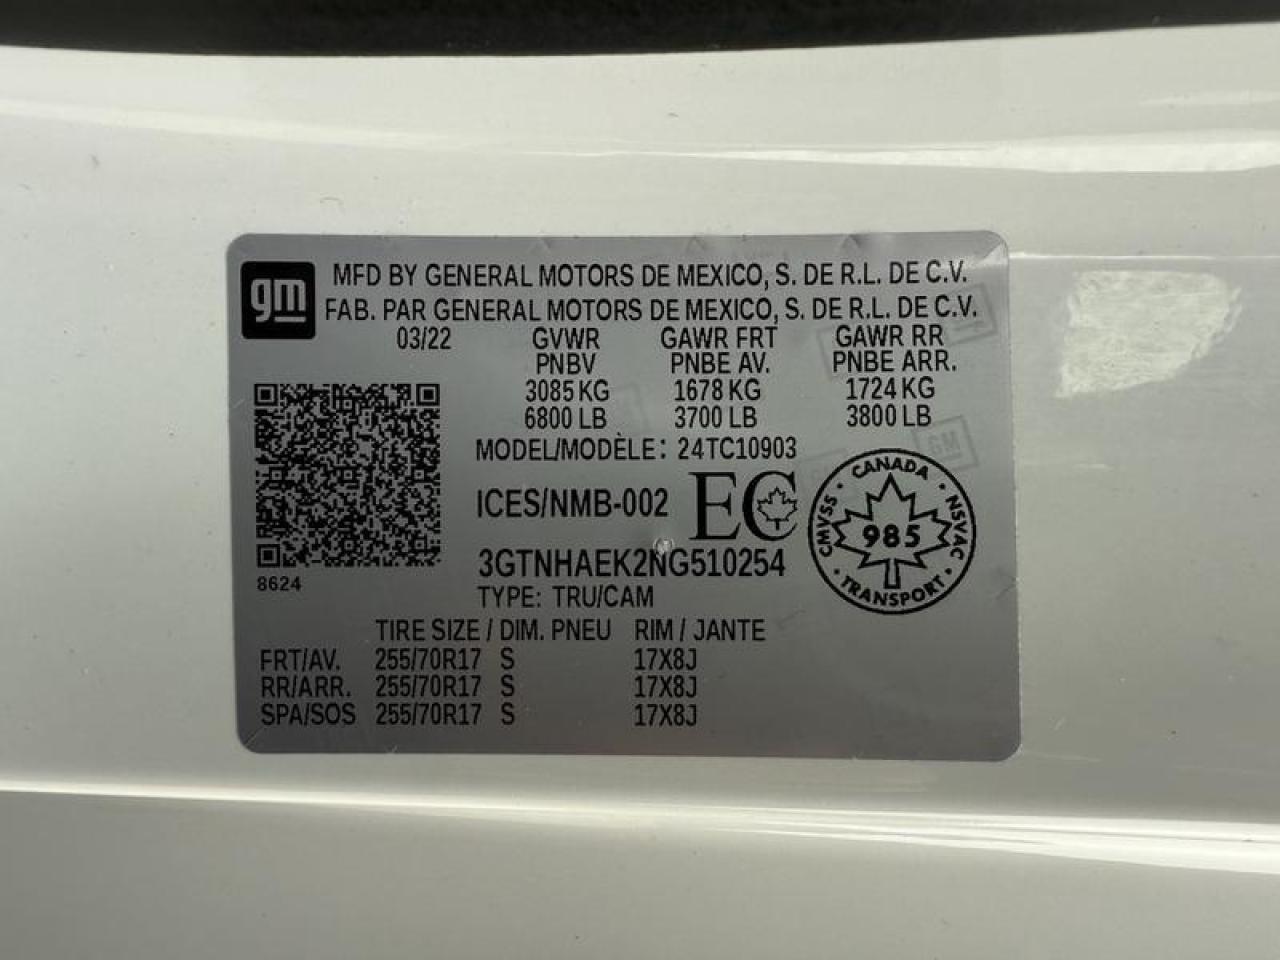 gm
MFD BY GENERAL MOTORS DE MEXICO, S. DE R.L. DE C.V.
FAB. PAR GENERAL MOTORS DE MEXICO, S. DE R.L. DE C.V.
03/22 GVWR GAWR FRT GAWR RR
PNBV PNBE AV. PNBE ARR.
3085 KG 1678 KG 1724 KG
6800 LB 3700 LB 3800 LB
MODEL/MODÈLE: 24TC10903
ICES/NMB-002 EC
3GTNHAEK2NG510254
8624
TYPE: TRU/CAM
CANADA
CMVSS 985 NSVAC
TRANSPORT
TIRE SIZE / DIM. PNEU RIM / JANTE
FRT/AV. 255/70R17 S 17X8J
RR/ARR. 255/70R17 S 17X8J
SPA/SOS 255/70R17 S 17X8J